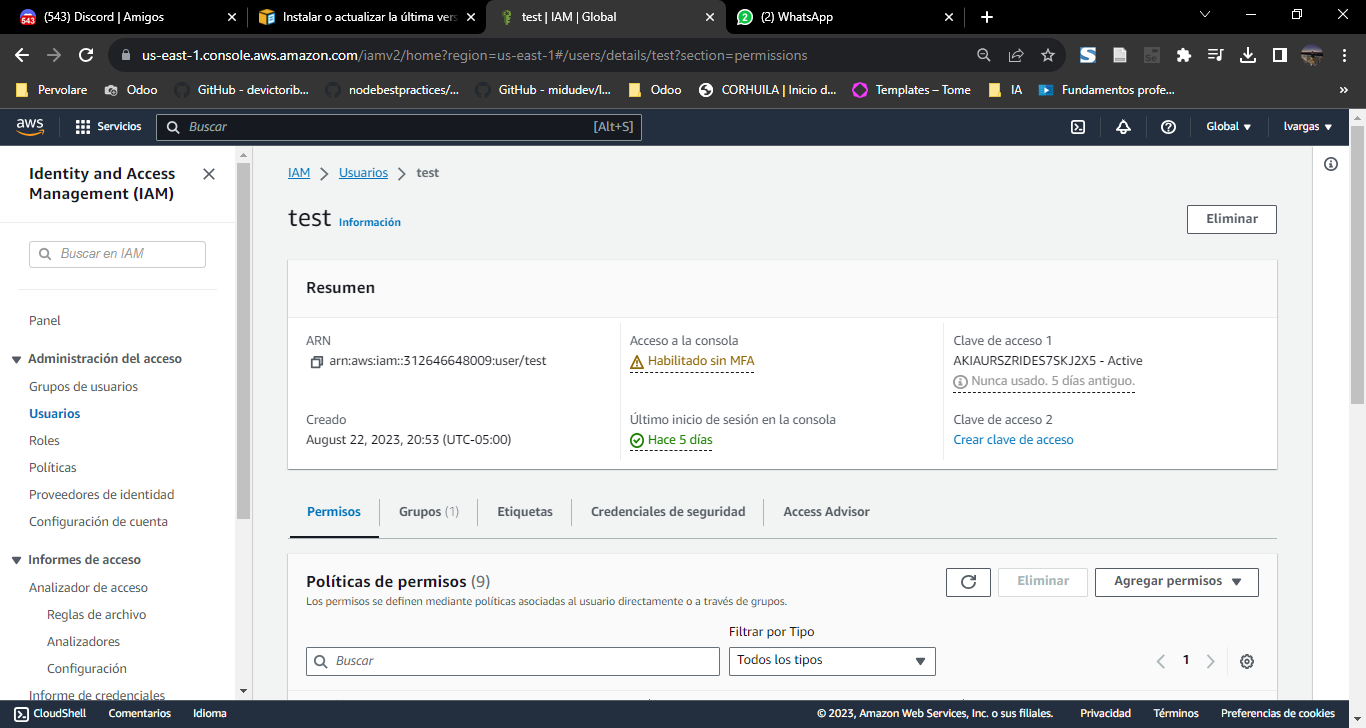 (543) Discord | Amigos
Instalar o actualizar la última vers
test | IAM | Global
(2) WhatsApp
us-east-1.console.aws.amazon.com/iamv2/home?region=us-east-1#/users/details/test?section=permissions
Pervolare
Odoo
GitHub - devictorib...
nodebestpractices/...
GitHub - midudev/l...
Odoo
CORHUILA | Inicio d...
Templates – Tome
IA
Fundamentos profe...
»
aws
Servicios
Buscar
[Alt+S]
Global
lvargas
Identity and Access
Management (IAM)
Buscar en IAM
Panel
Administración del acceso
Grupos de usuarios
Usuarios
Roles
Políticas
Proveedores de identidad
Configuración de cuenta
Informes de acceso
Analizador de acceso
Reglas de archivo
Analizadores
Configuración
Informe de credenciales
IAM > Usuarios > test
test Información
Eliminar
Resumen
ARN
arn:aws:iam::312646648009:user/test
Acceso a la consola
Habilitado sin MFA
Clave de acceso 1
AKIAURSZRIDES7SKJ2X5 - Active
Nunca usado. 5 días antiguo.
Creado
August 22, 2023, 20:53 (UTC-05:00)
Último inicio de sesión en la consola
Hace 5 días
Clave de acceso 2
Crear clave de acceso
Permisos
Grupos (1)
Etiquetas
Credenciales de seguridad
Access Advisor
Políticas de permisos (9)
Los permisos se definen mediante políticas asociadas al usuario directamente o a través de grupos.
Eliminar
Agregar permisos
Filtrar por Tipo
Buscar
Todos los tipos
1
CloudShell
Comentarios
Idioma
© 2023, Amazon Web Services, Inc. o sus filiales.
Privacidad
Términos
Preferencias de cookies